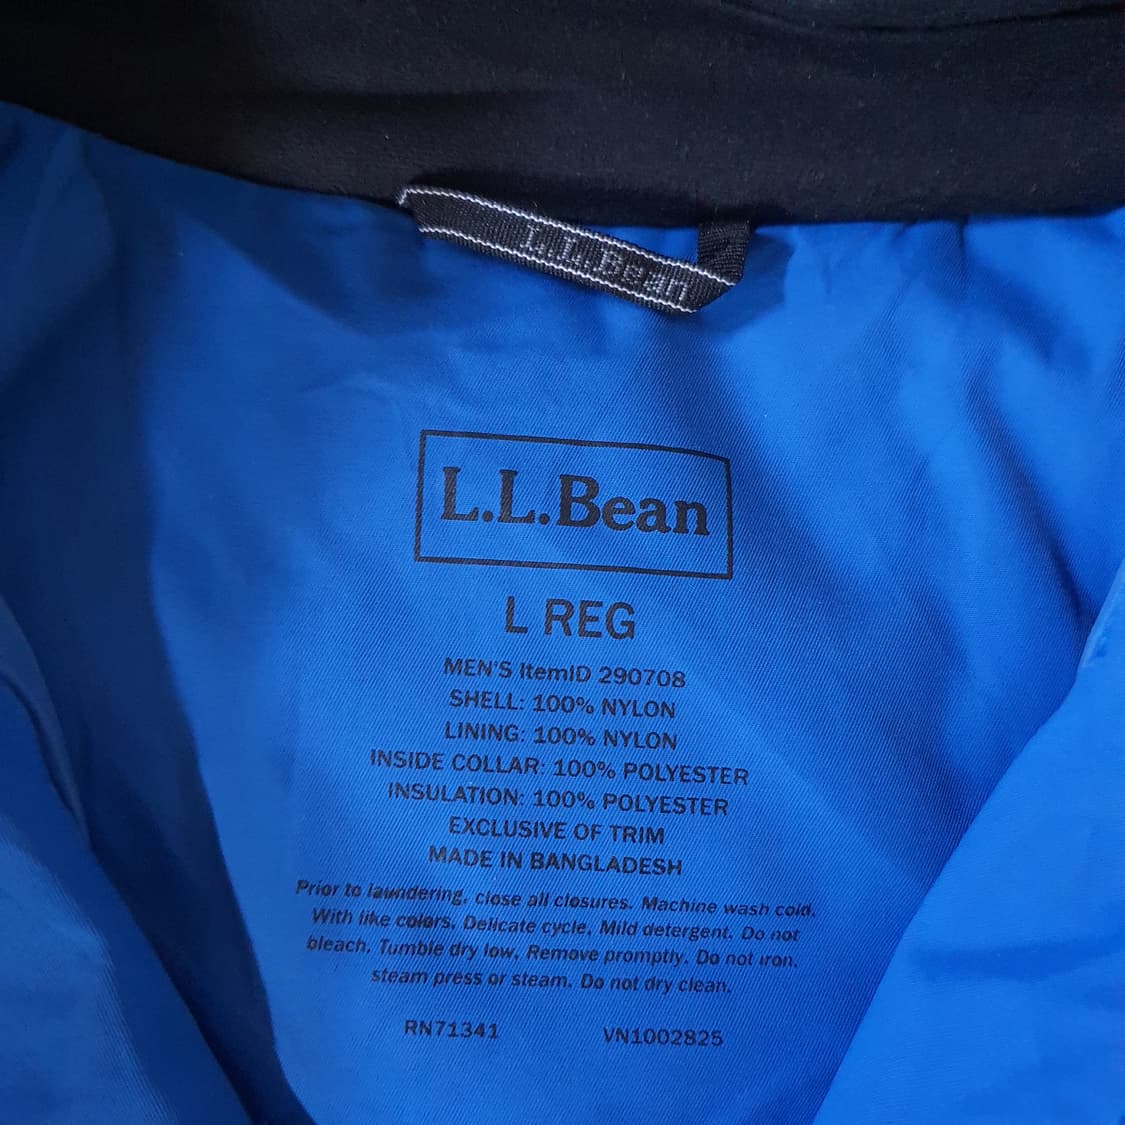 L.L.Bean
L.L.Bean
L REG
MEN'S ItemID 290708
SHELL: 100% NYLON
LINING: 100% NYLON
INSIDE COLLAR: 100% POLYESTER
INSULATION: 100% POLYESTER
EXCLUSIVE OF TRIM
MADE IN BANGLADESH
Prior to laundering, close all closures. Machine wash cold.
With like colors. Delicate cycle. Mild detergent. Do not
bleach. Tumble dry low. Remove promptly. Do not iron,
steam press or steam. Do not dry clean.
RN71341 VN1002825